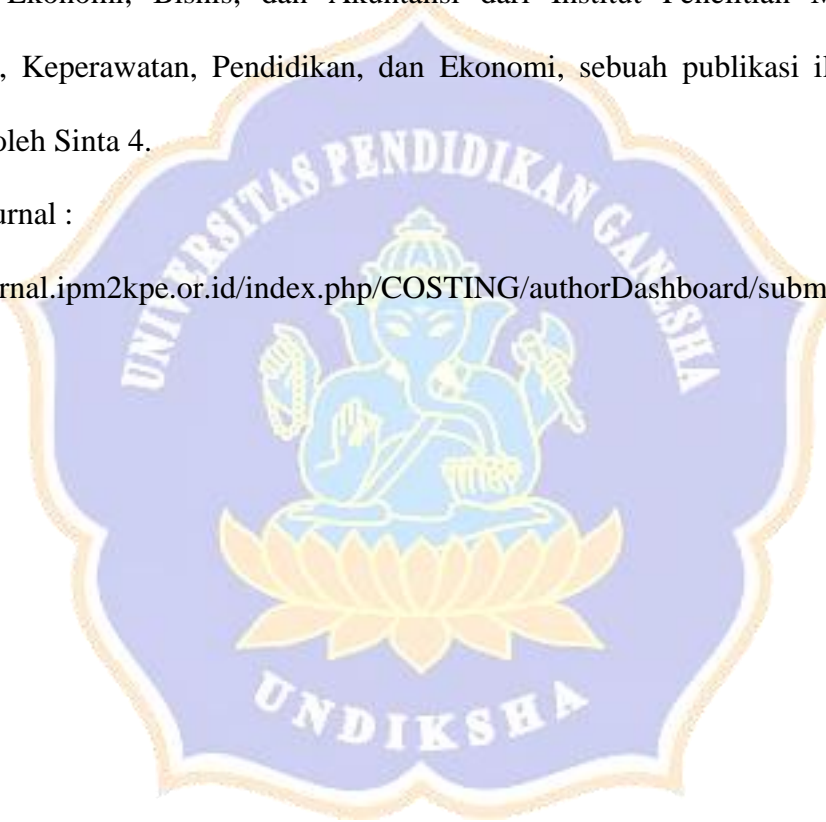 Ekonomi, Bisnis, dan Akuntansi dari Institut Penelitian M
, Keperawatan, Pendidikan, dan Ekonomi, sebuah publikasi il
oleh Sinta 4.
urnal :
rnal.ipm2kpe.or.id/index.php/COSTING/authorDashboard/subm
UNIVERSITAS PENDIDIKAN GANESHA
UNDIKSHA